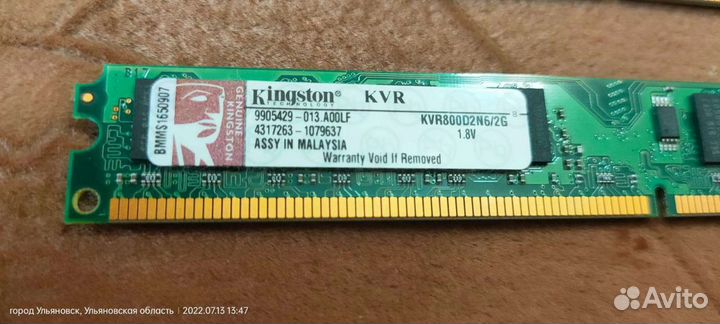 BMMS1650907
GENUINE
KINGSTON
Kingston
TECHNOLOGY
KVR
9905429-013.A00LF
4317263-1079637
ASSY IN MALAYSIA
KVR800D2N6/2G
1.8V
Warranty Void If Removed
город Ульяновск, Ульяновская область | 2022.07.13 13:47
Avito